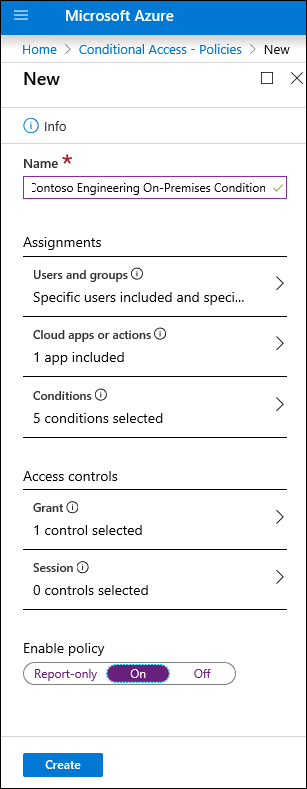 Microsoft Azure
Home > Conditional Access - Policies > New
New
Info
Name *
Contoso Engineering On-Premises Condition
Assignments
Users and groups
Specific users included and speci...
Cloud apps or actions
1 app included
Conditions
5 conditions selected
Access controls
Grant
1 control selected
Session
0 controls selected
Enable policy
Report-only On Off
Create